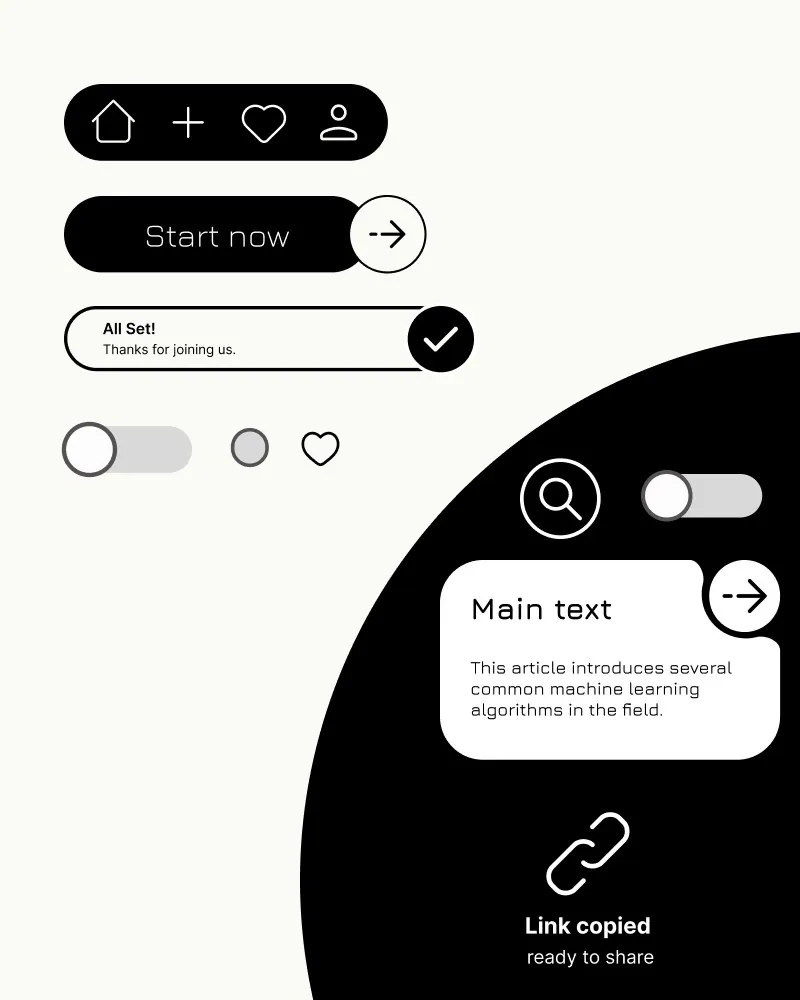 Start now
All Set!
Thanks for joining us.
Main text
This article introduces several
common machine learning
algorithms in the field.
Link copied
ready to share